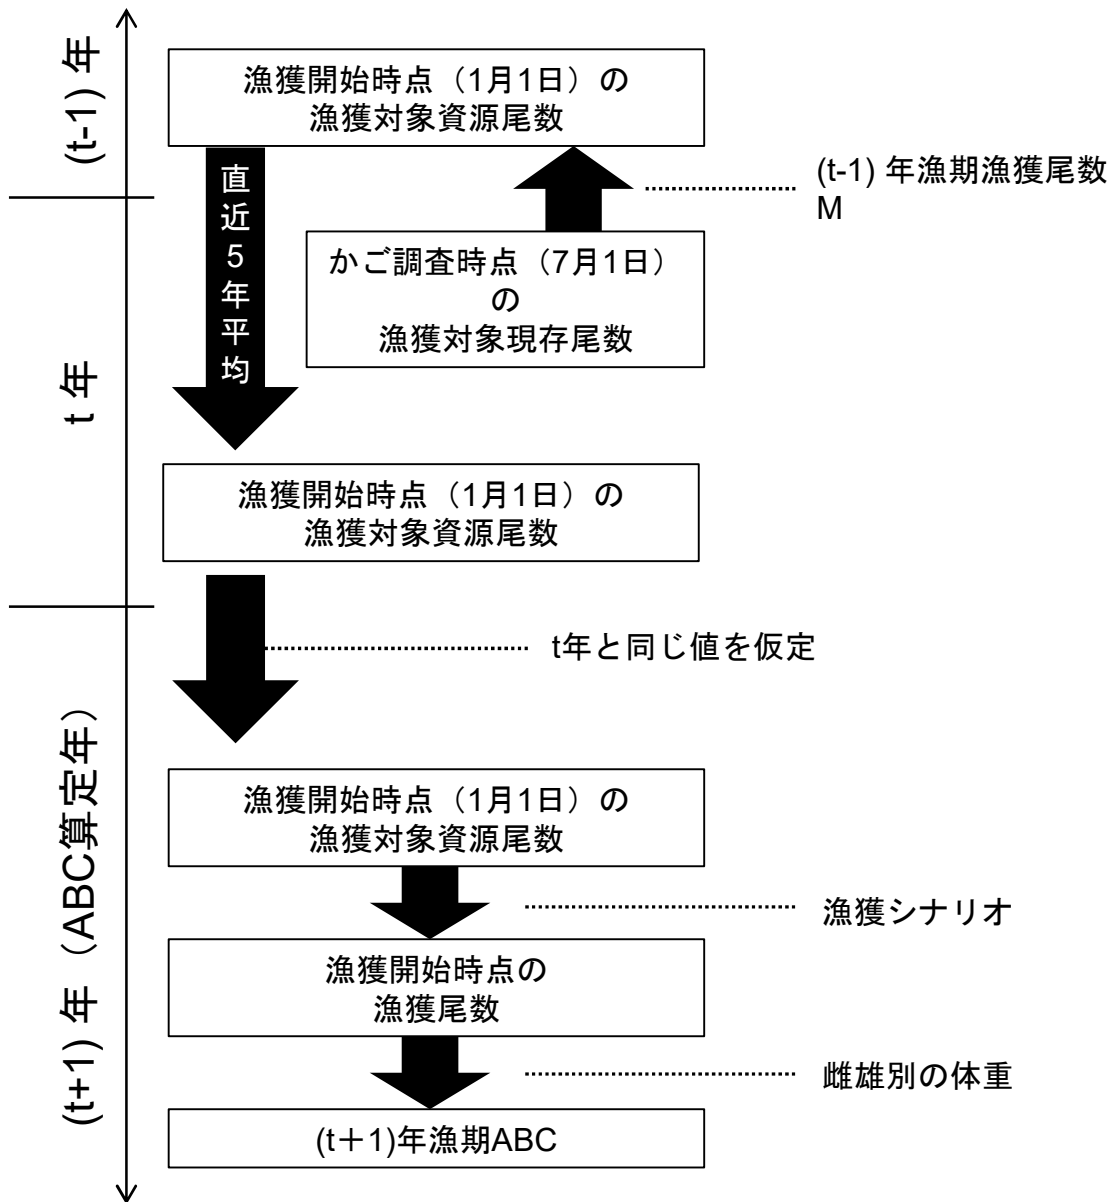 (t-1) 年
漁獲開始時点（1月1日）の
漁獲対象資源尾数
直近5年平均
(t-1) 年漁期漁獲尾数
M
かご調査時点（7月1日）
の
漁獲対象現存尾数
t 年
漁獲開始時点（1月1日）の
漁獲対象資源尾数
t年と同じ値を仮定
(t+1) 年（ABC算定年）
漁獲開始時点（1月1日）の
漁獲対象資源尾数
漁獲シナリオ
漁獲開始時点の
漁獲尾数
雌雄別の体重
(t＋1)年漁期ABC